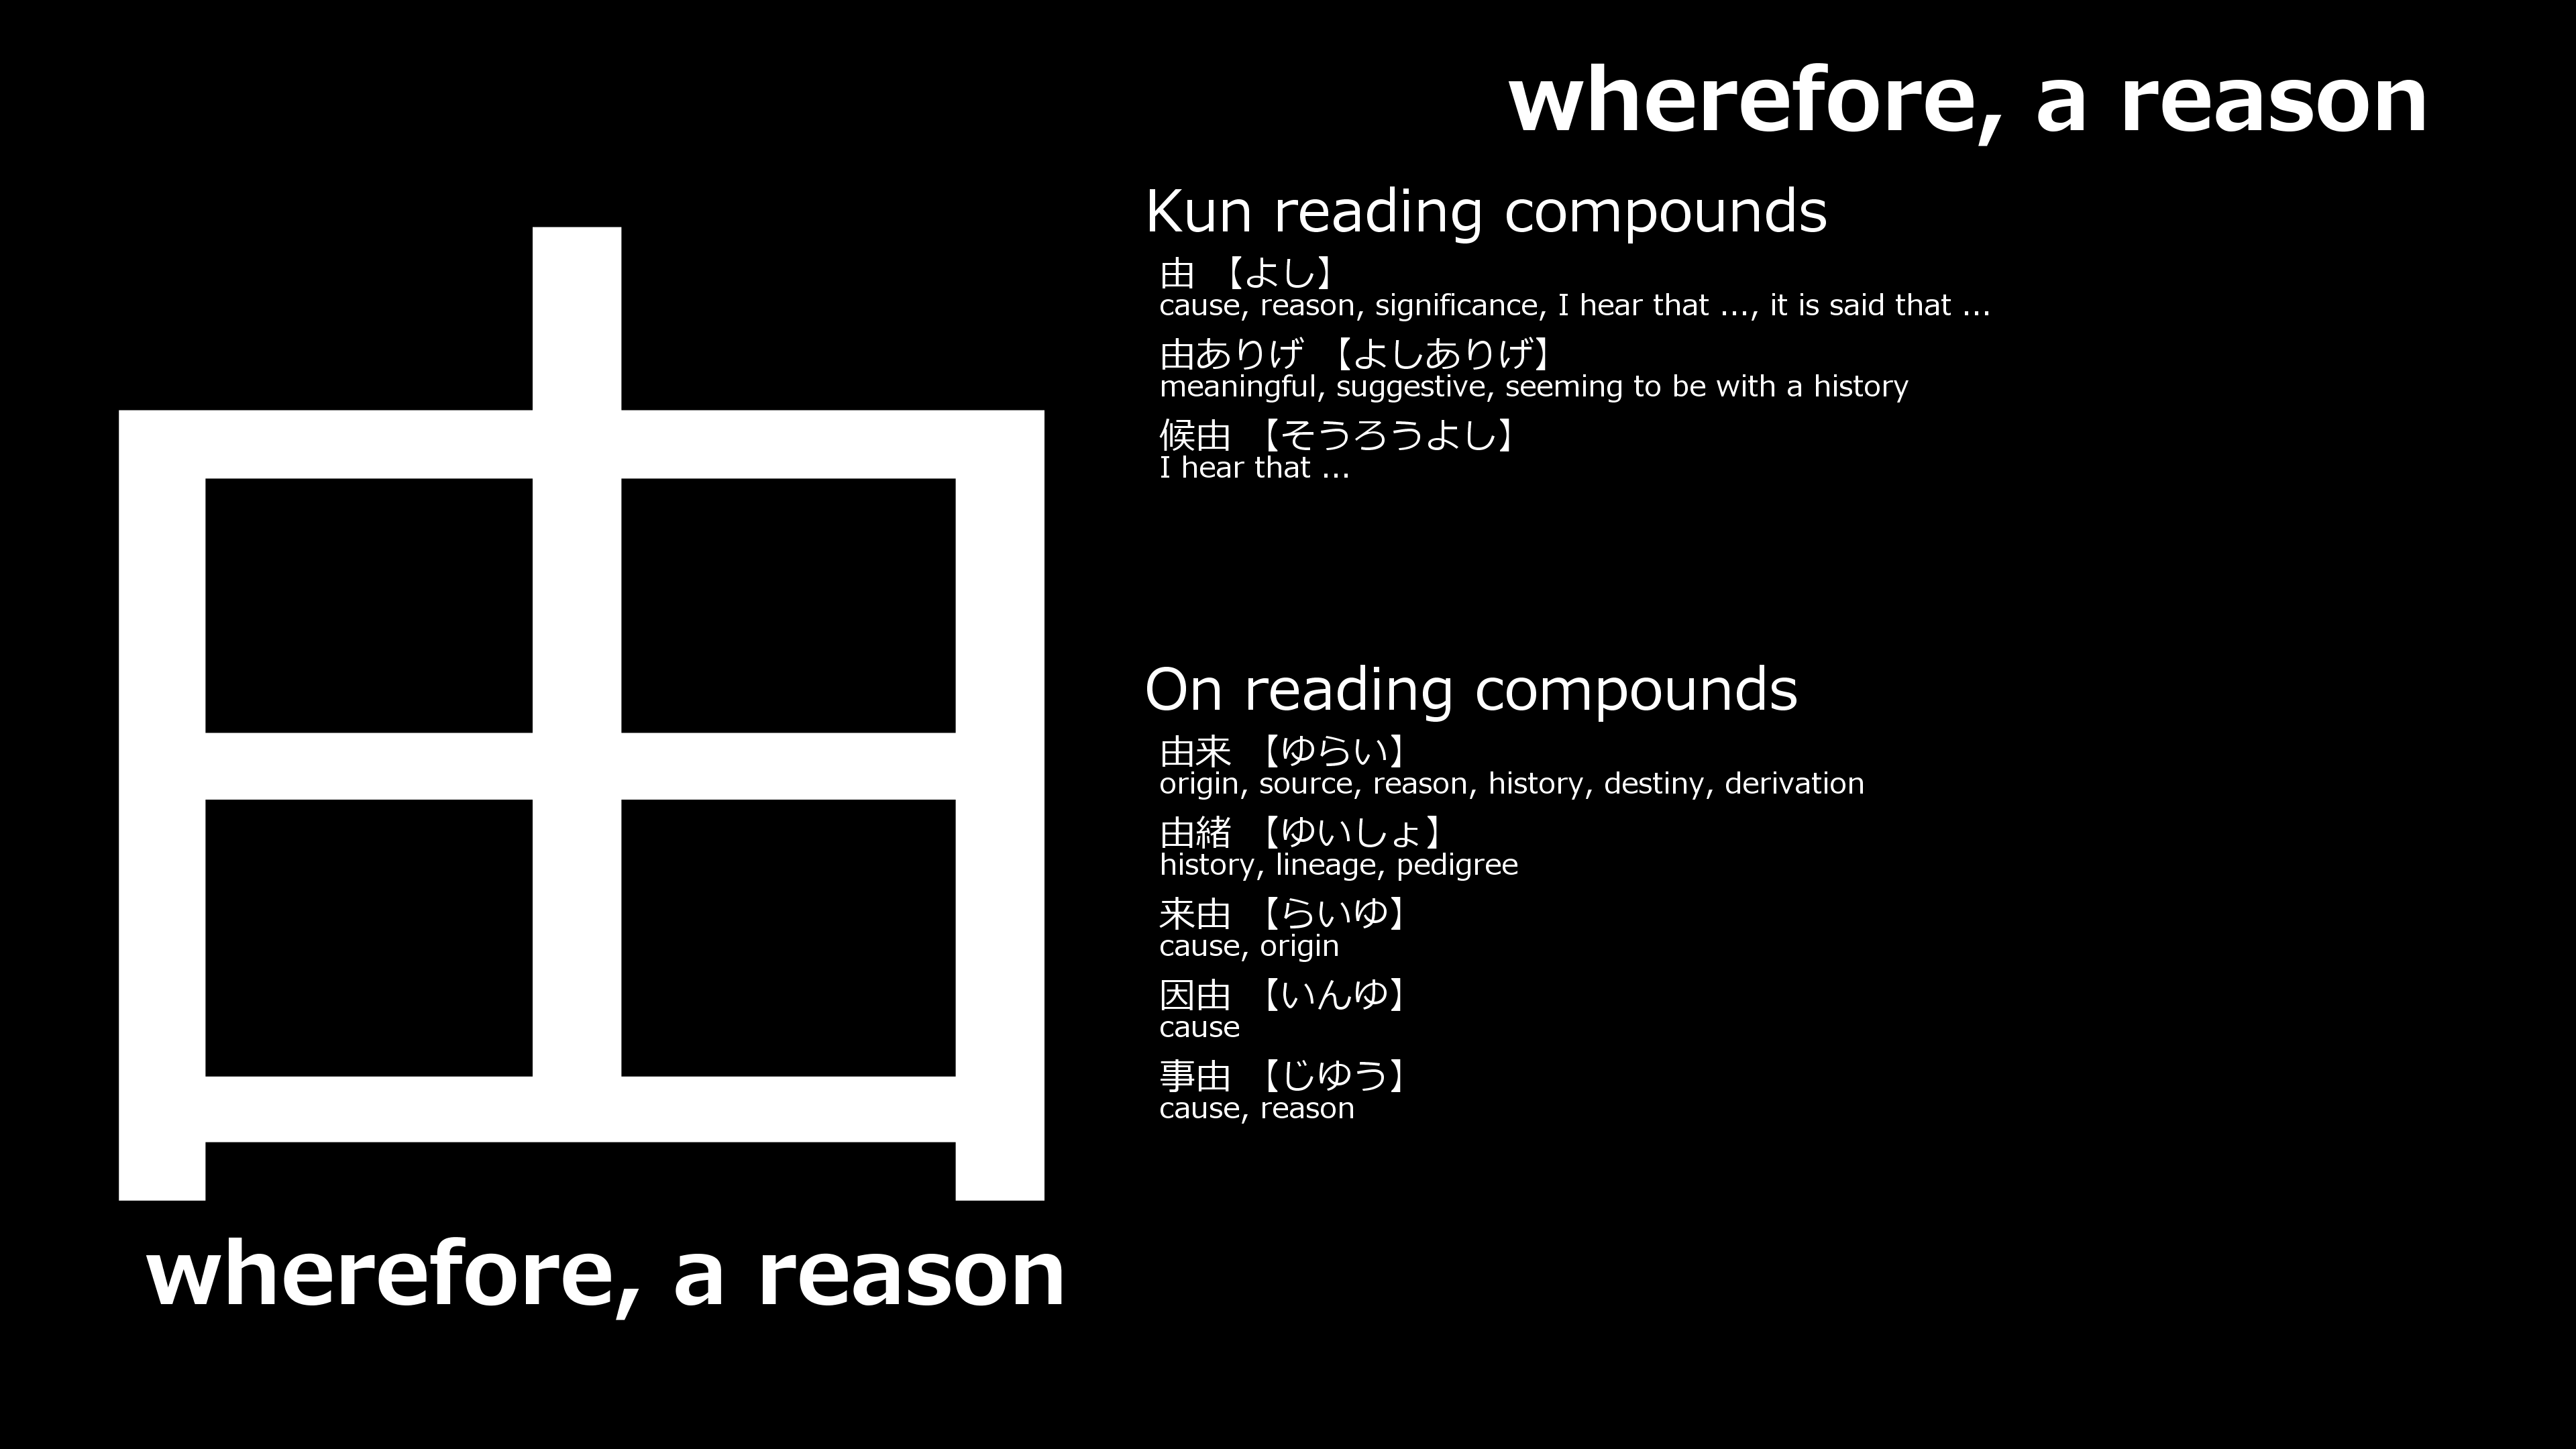 wherefore, a reason
由
wherefore, a reason
Kun reading compounds
由 【よし】
cause, reason, significance, I hear that ..., it is said that ...
由ありげ 【よしありげ】
meaningful, suggestive, seeming to be with a history
候由 【そうろうよし】
I hear that ...
On reading compounds
由来 【ゆらい】
origin, source, reason, history, destiny, derivation
由緒 【ゆいしょ】
history, lineage, pedigree
来由 【らいゆ】
cause, origin
因由 【いんゆ】
cause
事由 【じゆう】
cause, reason